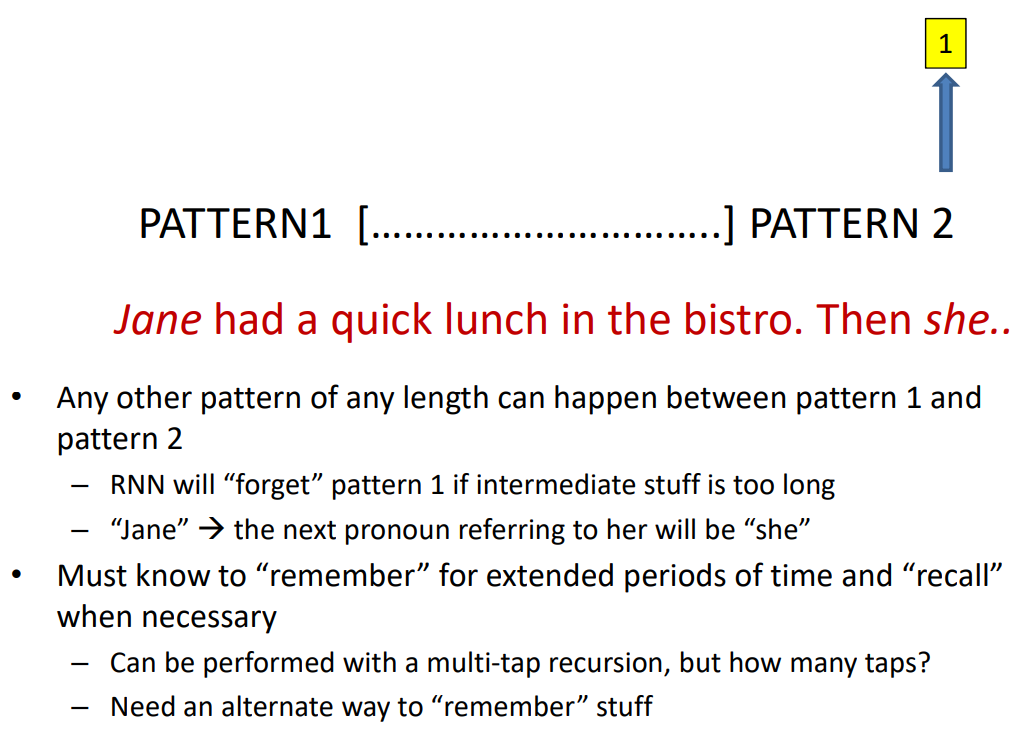 1
PATTERN1 […………………………..] PATTERN 2
Jane had a quick lunch in the bistro. Then she..
• Any other pattern of any length can happen between pattern 1 and
pattern 2
– RNN will “forget” pattern 1 if intermediate stuff is too long
– “Jane” → the next pronoun referring to her will be “she”
• Must know to “remember” for extended periods of time and “recall”
when necessary
– Can be performed with a multi-tap recursion, but how many taps?
– Need an alternate way to “remember” stuff